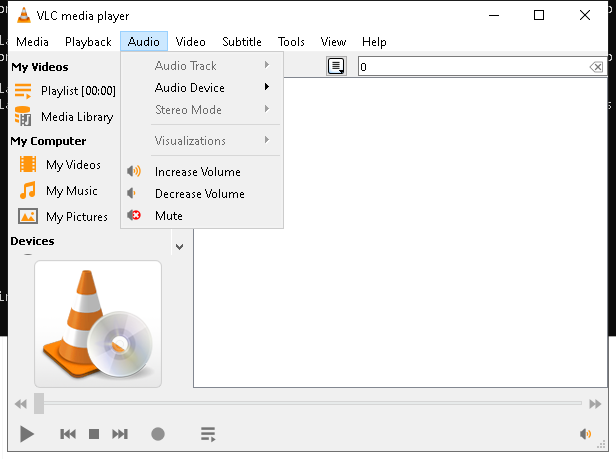 VLC media player
Media Playback Audio Video Subtitle Tools View Help
My Videos
Playlist [00:00]
Media Library
My Computer
My Videos
My Music
My Pictures
Devices
Audio Track
Audio Device
Stereo Mode
Visualizations
Increase Volume
Decrease Volume
Mute
0